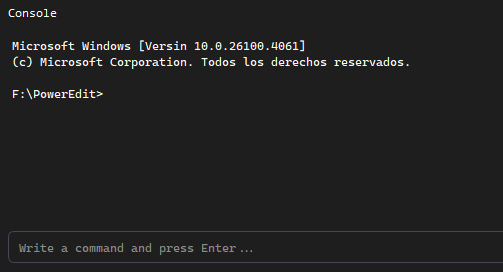 Console
Microsoft Windows [Versin 10.0.26100.4061]
(c) Microsoft Corporation. Todos los derechos reservados.
F:\PowerEdit>
Write a command and press Enter...